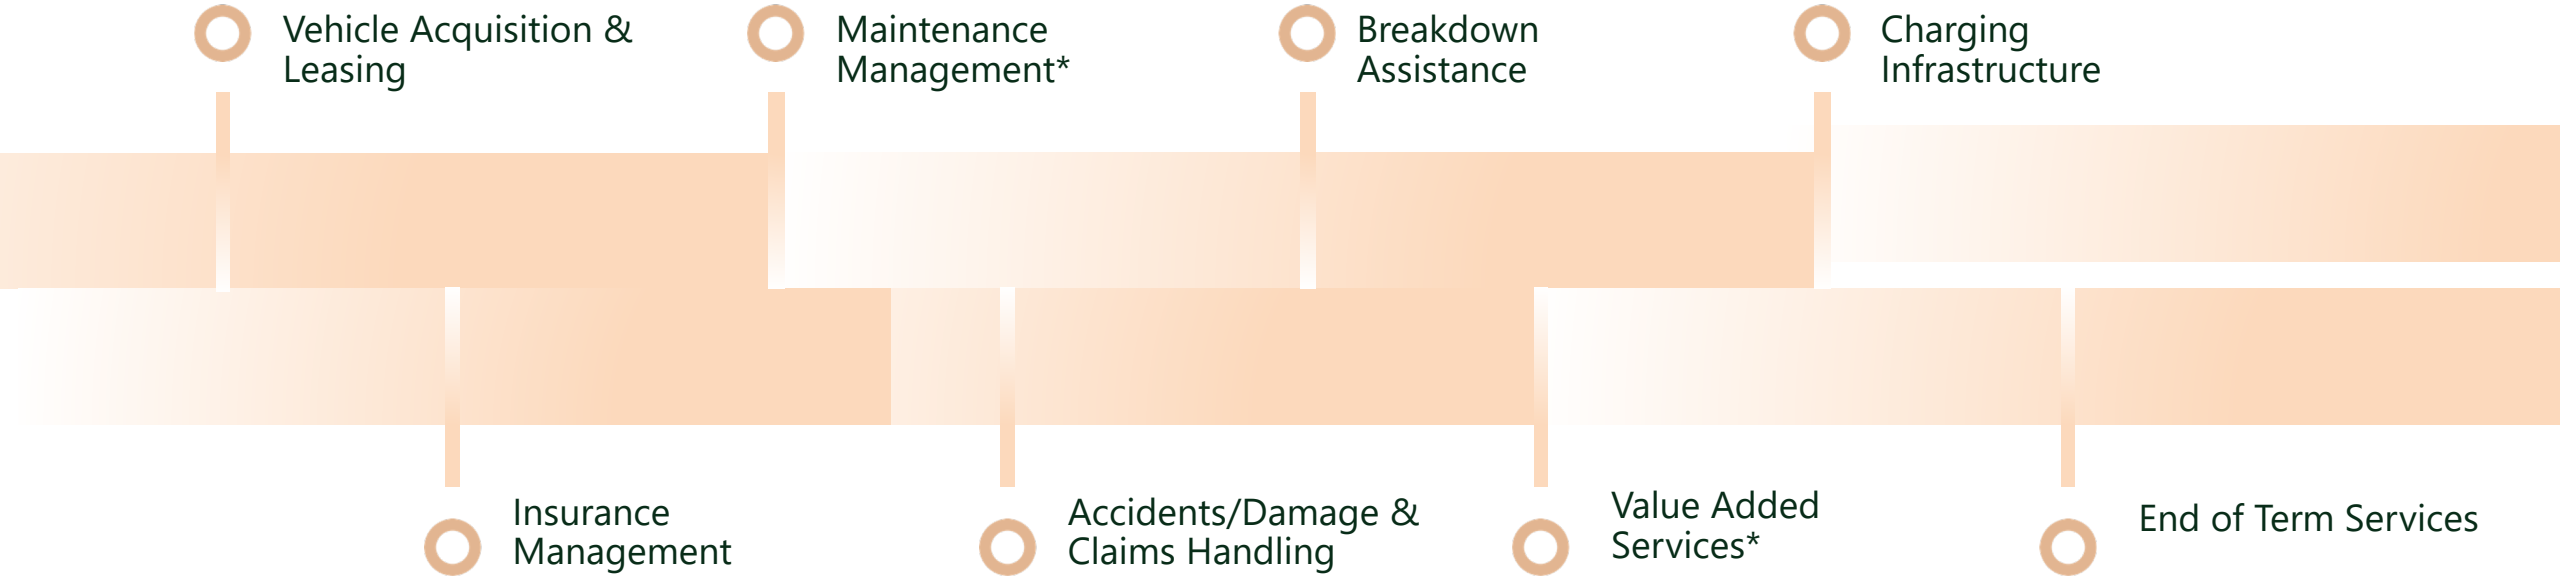 Vehicle Acquisition &
Leasing
Maintenance
Management*
Breakdown
Assistance
Charging
Infrastructure
Insurance
Management
Accidents/Damage &
Claims Handling
Value Added
Services*
End of Term Services